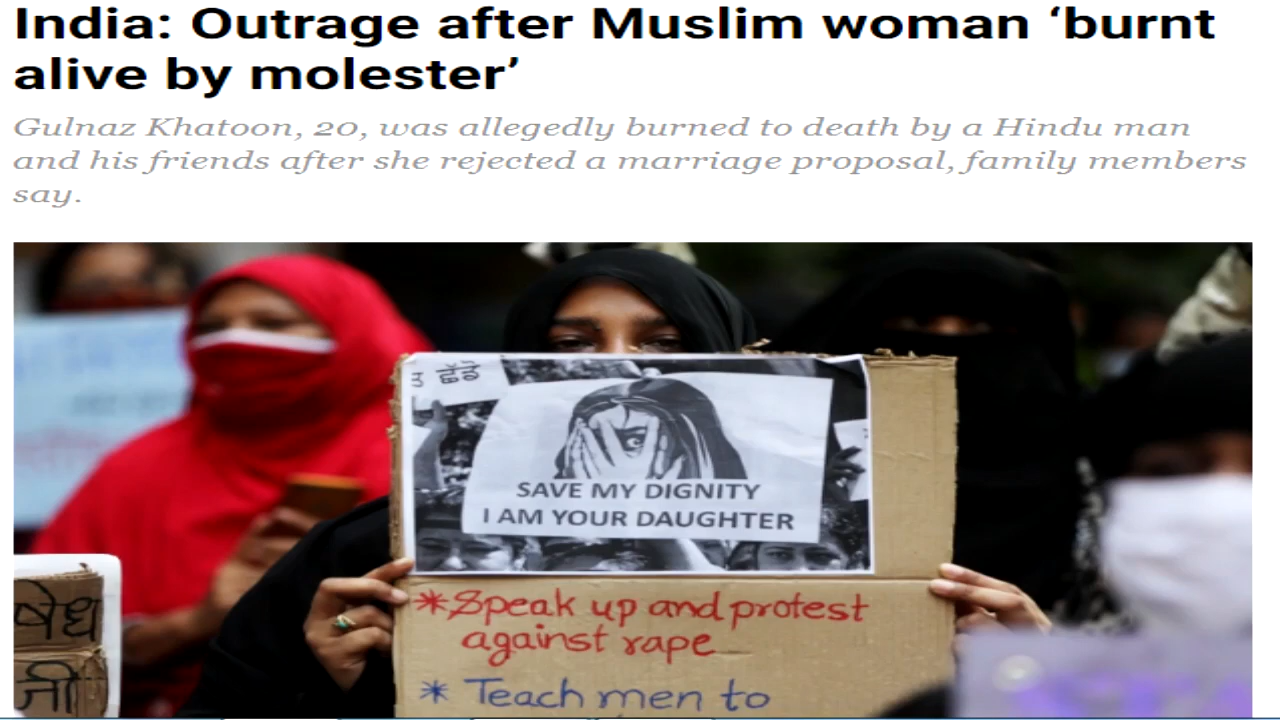 India: Outrage after Muslim woman ‘burnt
alive by molester’
Gulnaz Khatoon, 20, was allegedly burned to death by a Hindu man
and his friends after she rejected a marriage proposal, family members
say.
SAVE MY DIGNITY
I AM YOUR DAUGHTER
*Speak up and protest
against rape
* Teach men to